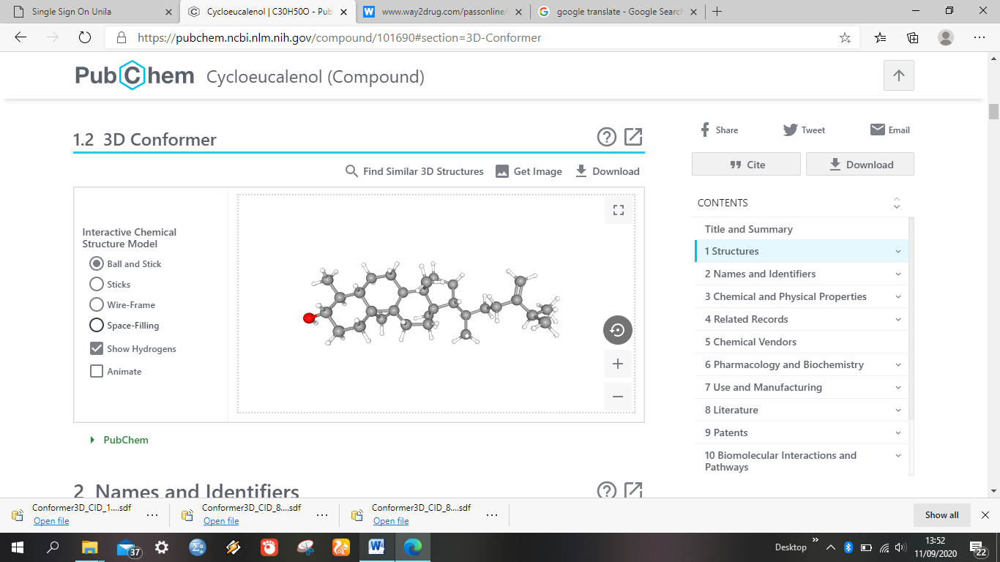 Single Sign On Unila
Cycloeucalenol | C30H50O - Pub
www.way2drug.com/passonline/
google translate - Google Search
https://pubchem.ncbi.nlm.nih.gov/compound/101690#section=3D-Conformer
PubChem Cycloeucalenol (Compound)
1.2 3D Conformer
Find Similar 3D Structures Get Image Download
Interactive Chemical
Structure Model
Ball and Stick
Sticks
Wire-Frame
Space-Filling
Show Hydrogens
Animate
PubChem
2 Names and Identifiers
Share Tweet Email
Cite Download
CONTENTS
Title and Summary
1 Structures
2 Names and Identifiers
3 Chemical and Physical Properties
4 Related Records
5 Chemical Vendors
6 Pharmacology and Biochemistry
7 Use and Manufacturing
8 Literature
9 Patents
10 Biomolecular Interactions and
Pathways
Conformer3D_CID_1....sdf
Open file
Conformer3D_CID_8....sdf
Open file
Conformer3D_CID_8....sdf
Open file
Show all
37
Desktop
13:52
11/09/2020
22